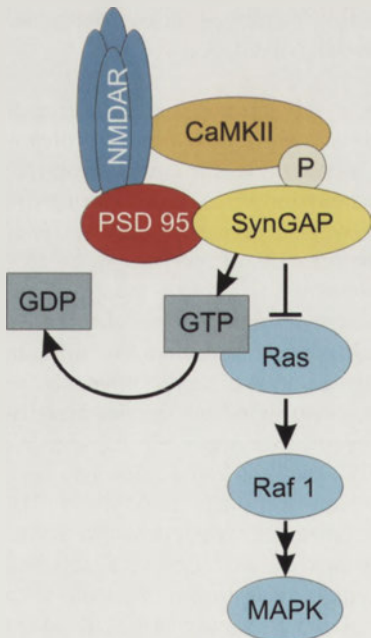 NMDAR
CaMKII
P
PSD 95
SynGAP
GDP
GTP
Ras
Raf 1
MAPK